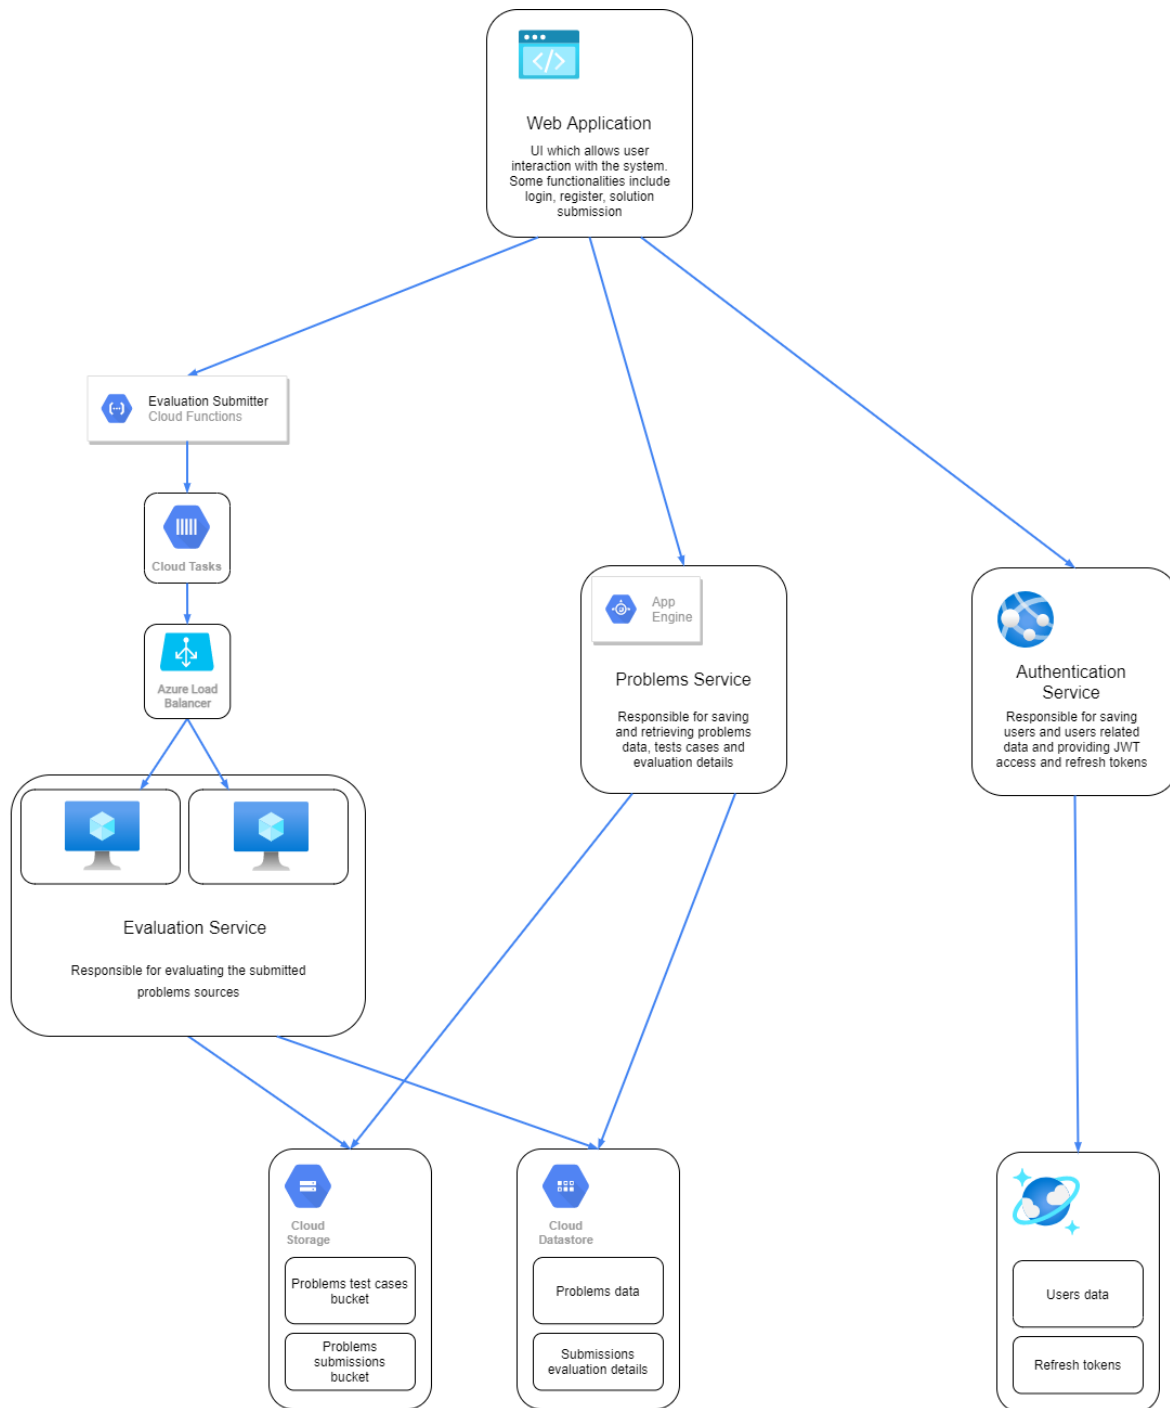 Web Application
UI which allows user
interaction with the system.
Some functionalities include
login, register, solution
submission
Evaluation Submitter
Cloud Functions
Cloud Tasks
Azure Load
Balancer
Evaluation Service
Responsible for evaluating the submitted
problems sources
App
Engine
Problems Service
Responsible for saving
and retrieving problems
data, tests cases and
evaluation details
Authentication
Service
Responsible for saving
users and users related
data and providing JWT
access and refresh tokens
Cloud
Storage
Problems test cases
bucket
Problems
submissions
bucket
Cloud
Datastore
Problems data
Submissions
evaluation details
Users data
Refresh tokens